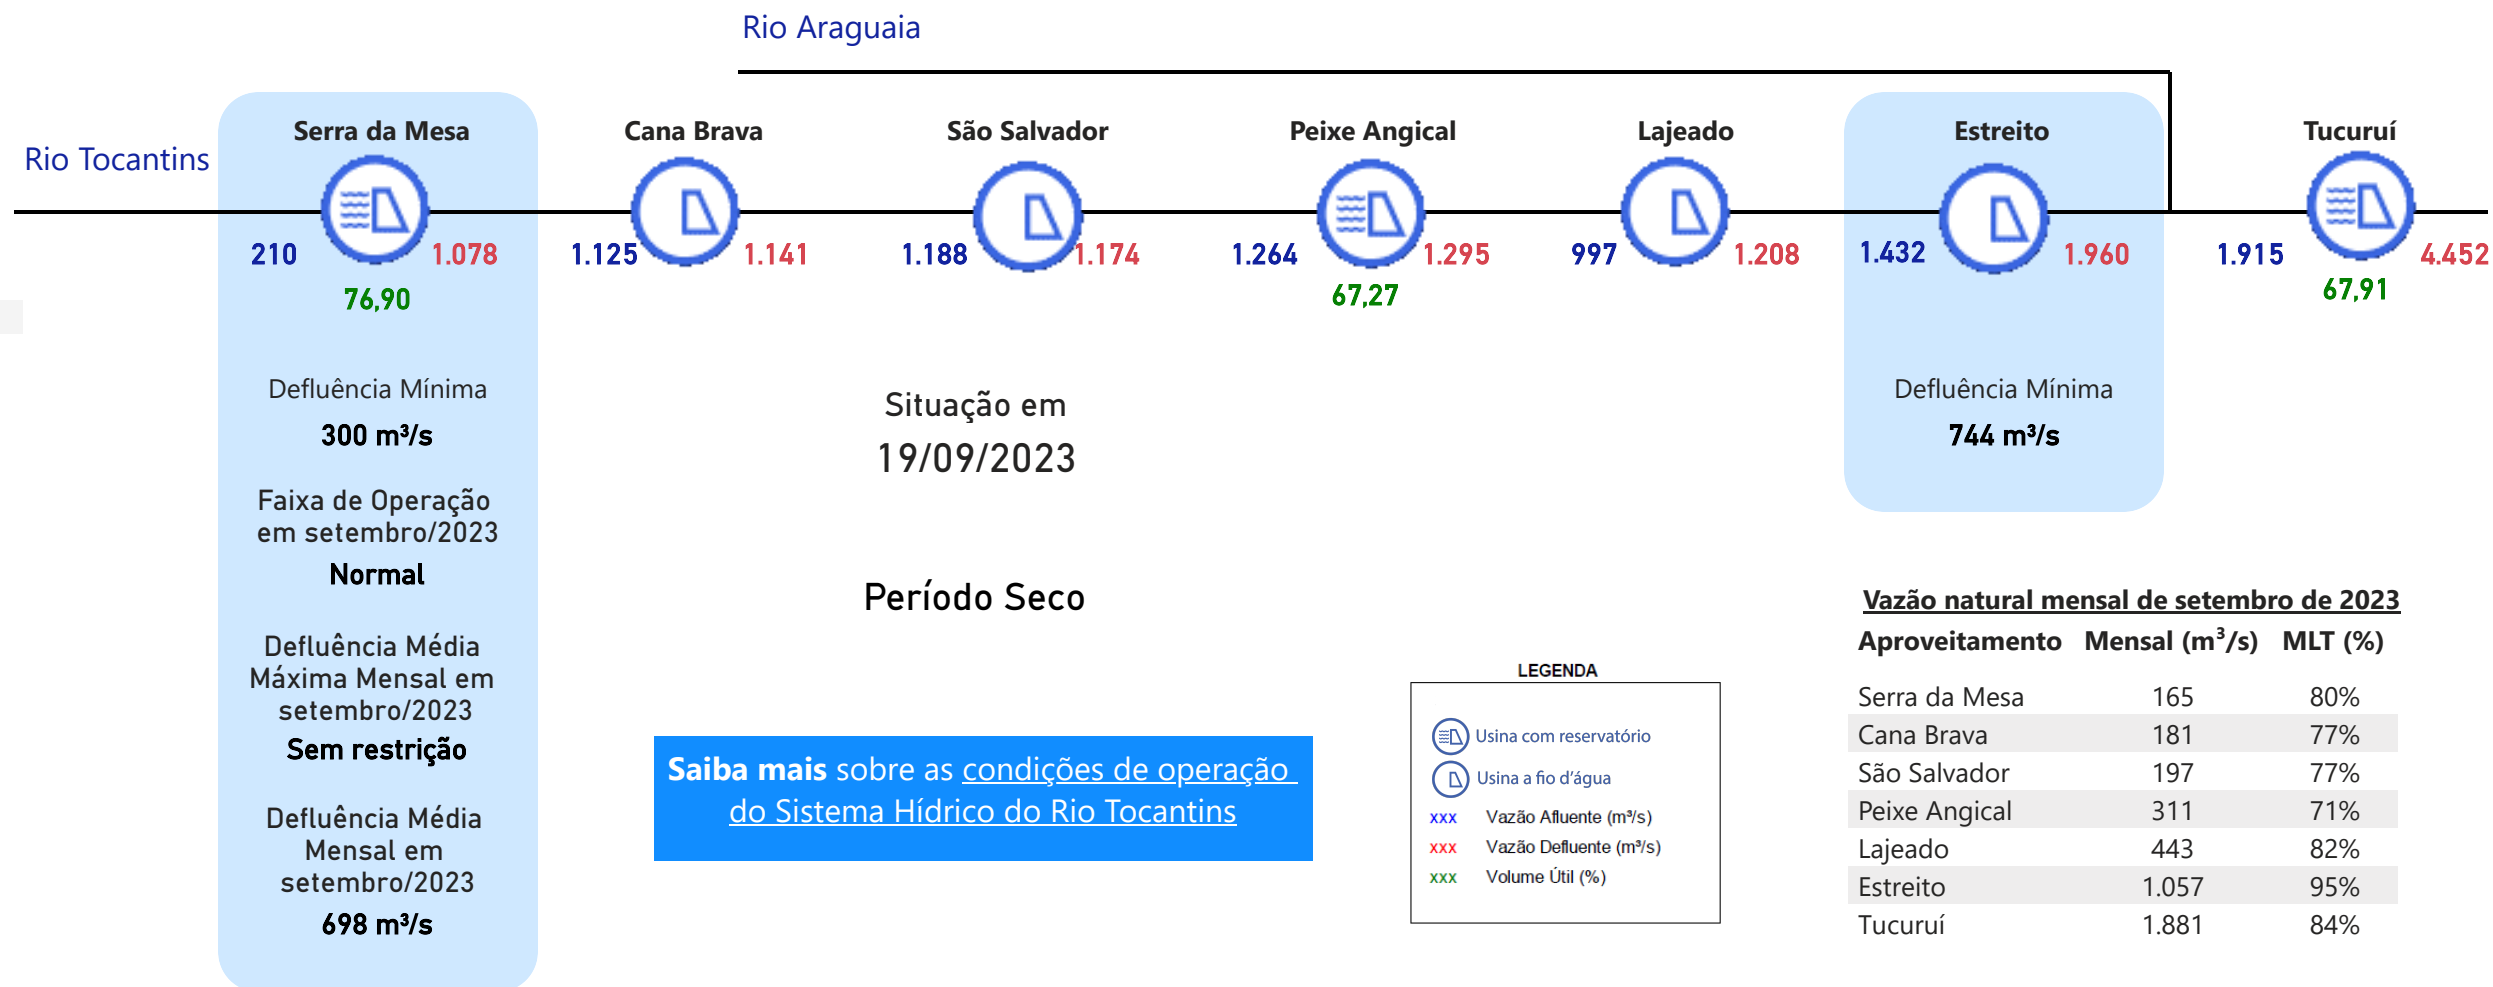 Rio Araguaia
Rio Tocantins
Serra da Mesa
Cana Brava
São Salvador
Peixe Angical
Lajeado
Estreito
Tucuruí
210 1.078
1.125 1.141
1.188 1.174
1.264 1.295
997 1.208
1.432 1.960
1.915 4.452
76,90
67,27
67,91
Defluência Mínima
300 m³/s
Faixa de Operação
em setembro/2023
Normal
Defluência Média
Máxima Mensal em
setembro/2023
Sem restrição
Defluência Média
Mensal em
setembro/2023
698 m³/s
Situação em
19/09/2023
Período Seco
Saiba mais sobre as condições de operação
do Sistema Hídrico do Rio Tocantins
Defluência Mínima
744 m³/s
LEGENDA
Usina com reservatório
Usina a fio d'água
xxx Vazão Afluente (m³/s)
xxx Vazão Defluente (m³/s)
xxx Volume Útil (%)
Vazão natural mensal de setembro de 2023
Aproveitamento Mensal (m³/s) MLT (%)
Serra da Mesa 165 80%
Cana Brava 181 77%
São Salvador 197 77%
Peixe Angical 311 71%
Lajeado 443 82%
Estreito 1.057 95%
Tucuruí 1.881 84%